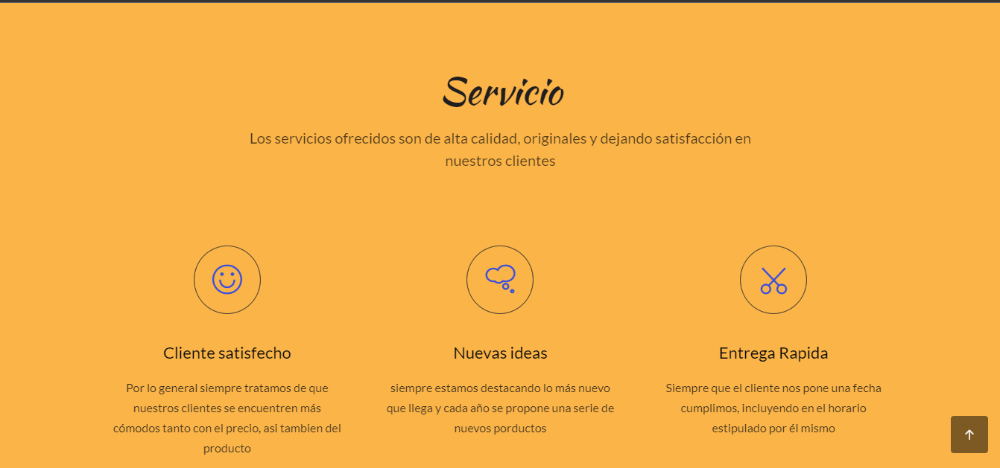 Servicio
Los servicios ofrecidos son de alta calidad, originales y dejando satisfacción en
nuestros clientes
Cliente satisfecho
Por lo general siempre tratamos de que
nuestros clientes se encuentren más
cómodos tanto con el precio, asi tambien del
producto
Nuevas ideas
siempre estamos destacando lo más nuevo
que llega y cada año se propone una serie de
nuevos porductos
Entrega Rapida
Siempre que el cliente nos pone una fecha
cumplimos, incluyendo en el horario
estipulado por él mismo